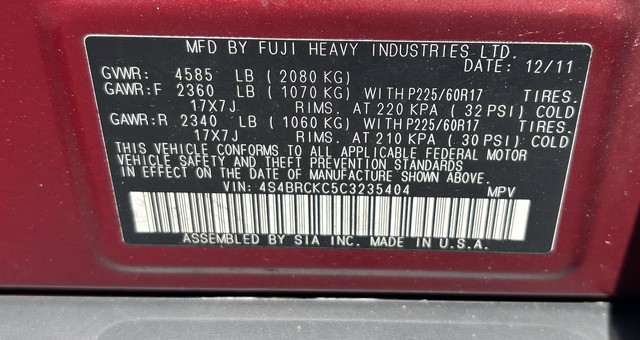 MFD BY FUJI HEAVY INDUSTRIES LTD.
DATE: 12/11
GVWR: 4585 LB ( 2080 KG)
GAWR:F 2360 LB ( 1070 KG) WITH P225/60R17 TIRES.
17X7J RIMS. AT 220 KPA ( 32 PSI) COLD
GAWR:R 2340 LB ( 1060 KG) WITH P225/60R17 TIRES.
17X7J RIMS. AT 210 KPA ( 30 PSI) COLD
THIS VEHICLE CONFORMS TO ALL APPLICABLE FEDERAL MOTOR
VEHICLE SAFETY AND THEFT PREVENTION STANDARDS
IN EFFECT ON THE DATE OF MANUFACTURE SHOWN ABOVE.
VIN: 4S4BRCKC5C3235404 MPV
ASSEMBLED BY SIA INC. MADE IN U.S.A.